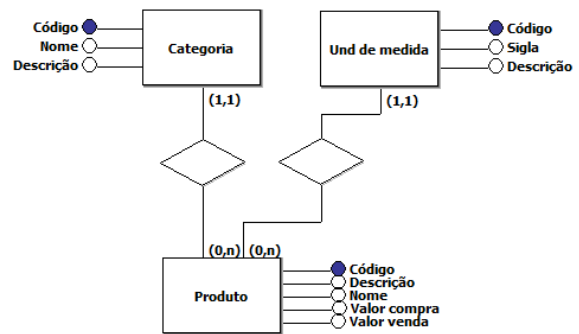 Código
Nome
Descrição
Categoria
Und de medida
Código
Sigla
Descrição
(1,1)
(1,1)
(0,n)
(0,n)
Produto
Código
Descrição
Nome
Valor compra
Valor venda